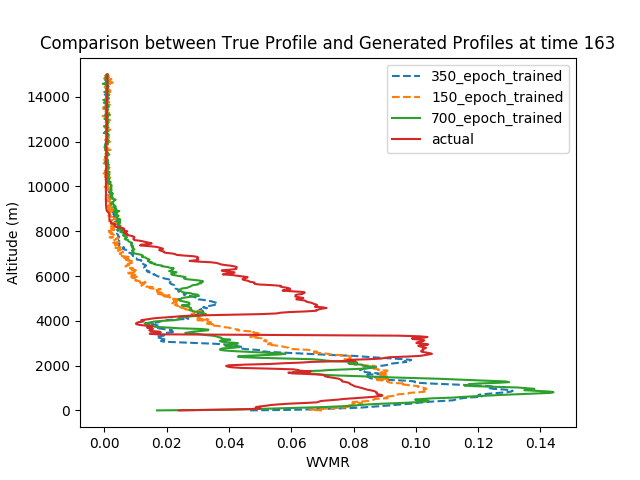 Comparison between True Profile and Generated Profiles at time 163
350_epoch_trained
150_epoch_trained
700_epoch_trained
actual
Altitude (m)
14000
12000
10000
8000
6000
4000
2000
0
0.00 0.02 0.04 0.06 0.08 0.10 0.12 0.14
WVMR